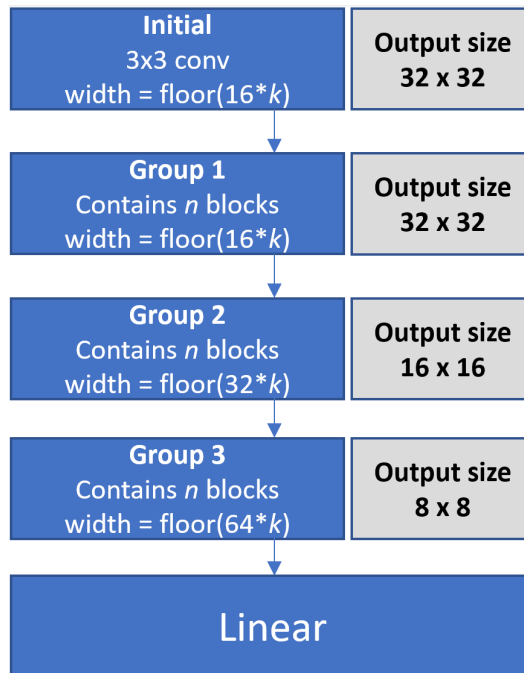 Initial
3x3 conv
width = floor(16*k)
Output size
32 x 32
Group 1
Contains n blocks
width = floor(16*k)
Output size
32 x 32
Group 2
Contains n blocks
width = floor(32*k)
Output size
16 x 16
Group 3
Contains n blocks
width = floor(64*k)
Output size
8 x 8
Linear